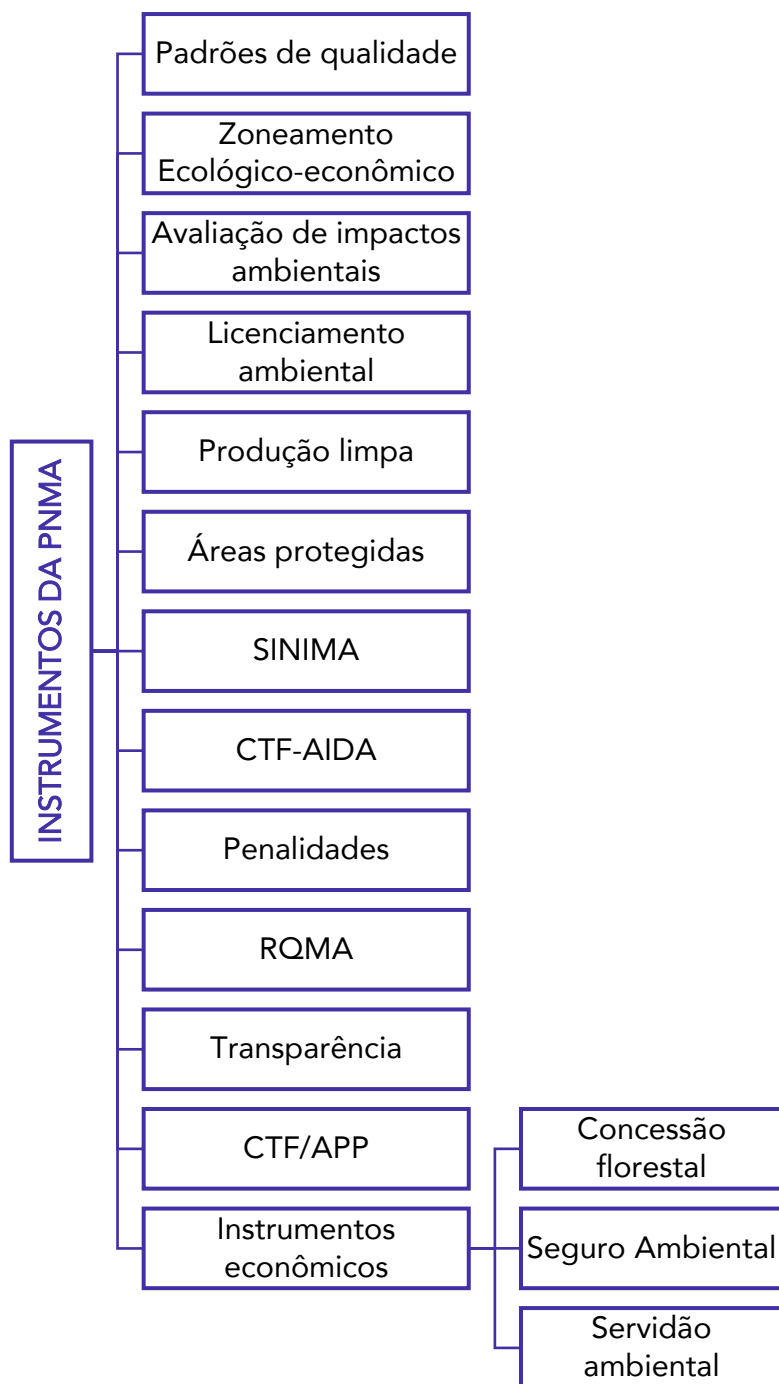 Padrões de qualidade
Zoneamento
Ecológico-econômico
Avaliação de impactos
ambientais
Licenciamento
ambiental
Produção limpa
INSTRUMENTOS DA PNMA
Áreas protegidas
SINIMA
CTF-AIDA
Penalidades
RQMA
Transparência
CTF/APP
Instrumentos
econômicos
Concessão
florestal
Seguro Ambiental
Servidão
ambiental